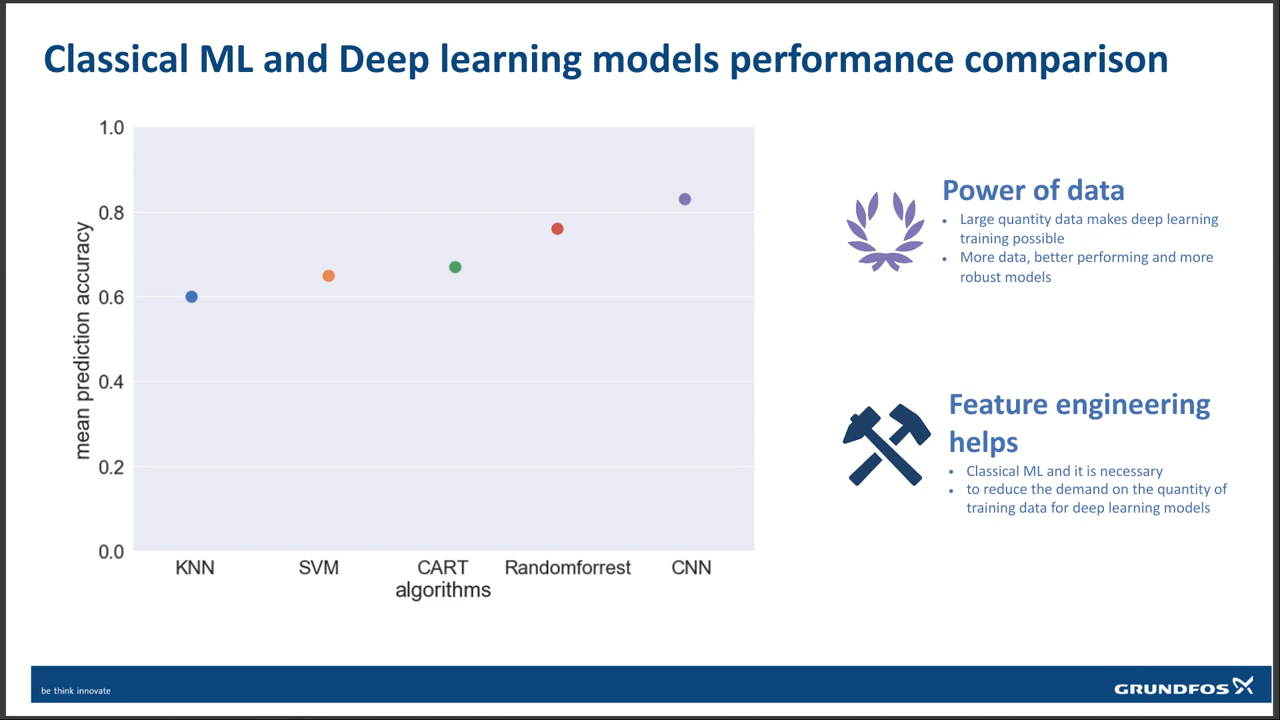 Classical ML and Deep learning models performance comparison
1.0
0.8
0.6
0.4
0.2
0.0
mean prediction accuracy
KNN
SVM
CART
Randomforrest
CNN
algorithms
Power of data
• Large quantity data makes deep learning
training possible
• More data, better performing and more
robust models
Feature engineering
helps
• Classical ML and it is necessary
• to reduce the demand on the quantity of
training data for deep learning models
be think innovate
GRUNDFOS